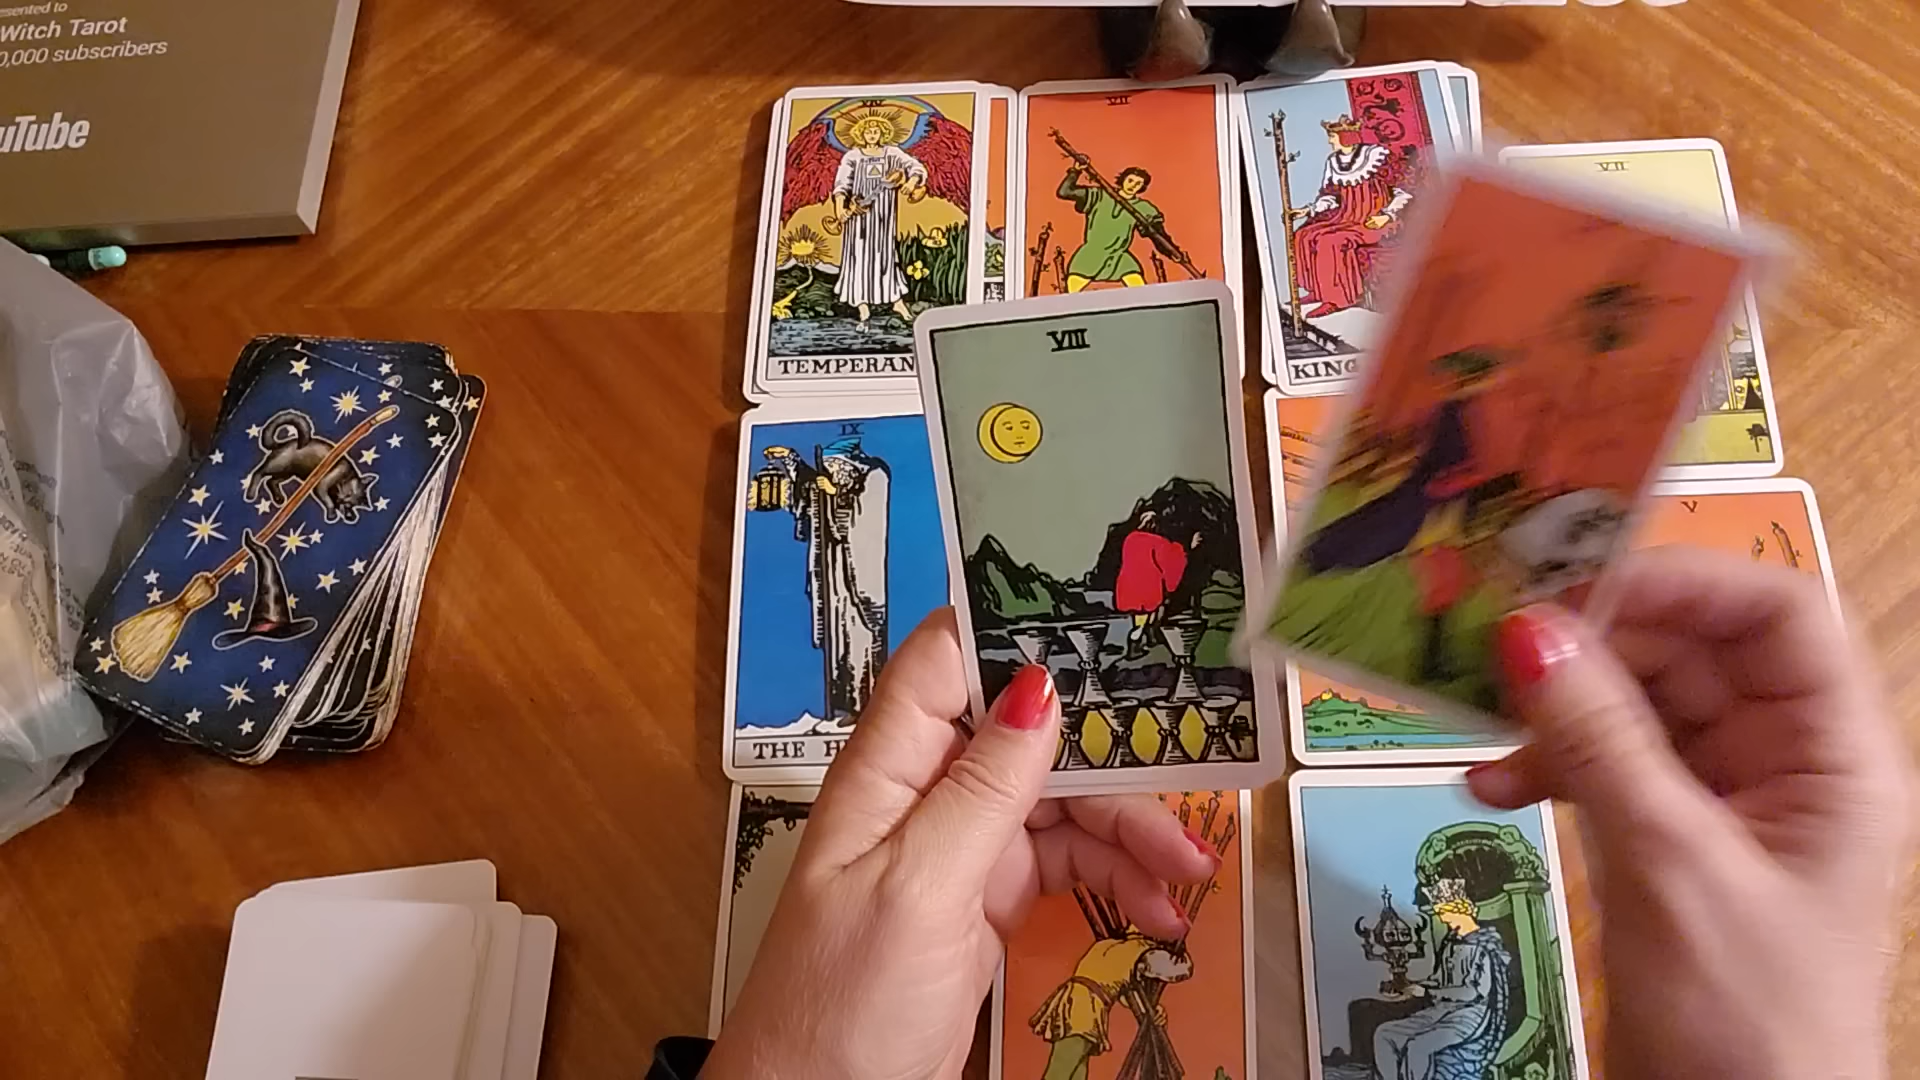 esented to
Witch Tarot
0,000 subscribers
uTube
XIV
VII
VII
TEMPERAN
KING
VIII
IX
V
THE H